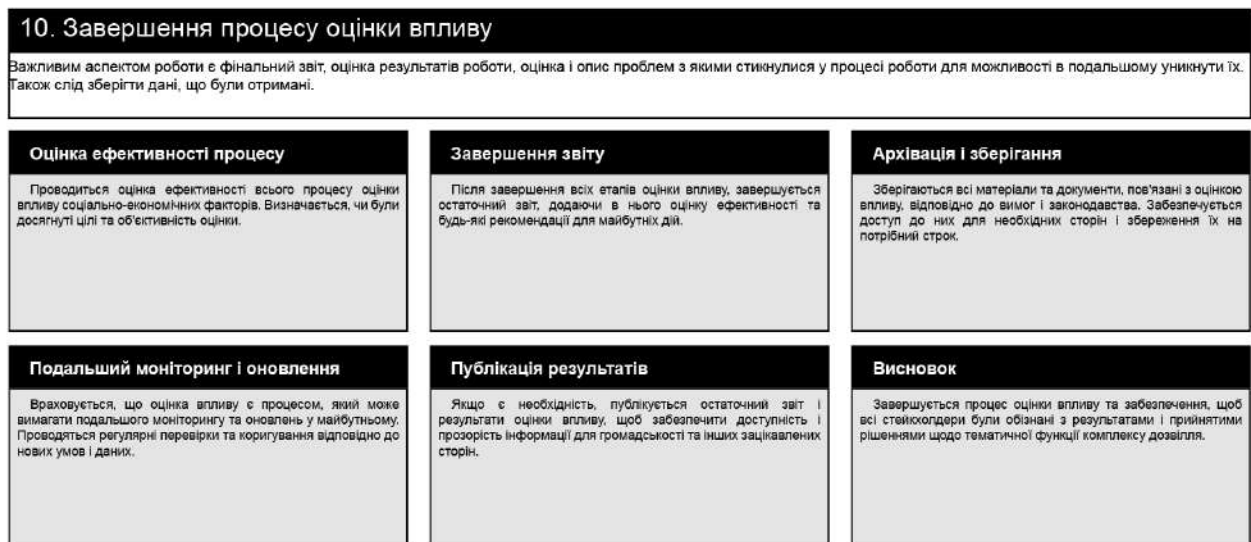 10. Завершення процесу оцінки впливу
Важливим аспектом роботи є фінальний звіт, оцінка результатів роботи, оцінка і опис проблем з якими стикнулися у процесі роботи для можливості в подальшому уникнути їх.
Також слід зберігти дані, що були отримані.
Оцінка ефективності процесу
Проводиться оцінка ефективності всього процесу оцінки
впливу соціально-економічних факторів. Визначається, чи були
досягнуті цілі та об'єктивність оцінки.
Завершення звіту
Після завершення всіх етапів оцінки впливу, завершується
остаточний звіт, додаючи в нього оцінку ефективності та
будь-які рекомендації для майбутніх дій.
Архівація і зберігання
Зберігаються всі матеріали та документи, пов'язані з оцінкою
впливу, відповідно до вимог і законодавства. Забезпечується
доступ до них для необхідних сторін і збереження їх на
потрібний строк.
Подальший моніторинг і оновлення
Враховується, що оцінка впливу є процесом, який може
вимагати подальшого моніторингу та оновлень у майбутньому.
Проводяться регулярні перевірки та коригування відповідно до
нових умов і даних.
Публікація результатів
Якщо є необхідність, публікується остаточний звіт і
результати оцінки впливу, щоб забезпечити доступність і
прозорість інформації для громадськості та інших зацікавлених
сторін.
Висновок
Завершується процес оцінки впливу та забезпечення, щоб
всі стейкхолдери були обізнані з результатами і прийнятими
рішеннями щодо тематичної функції комплексу дозвілля.